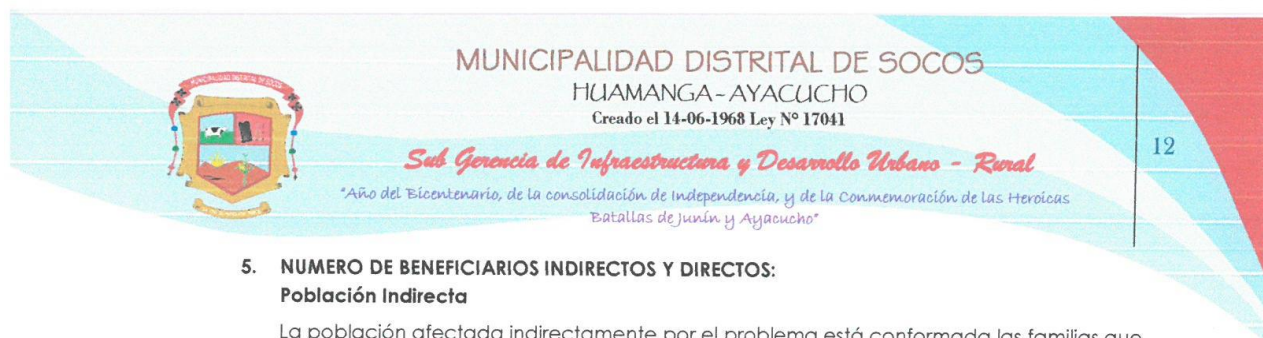 MUNICIPALIDAD DISTRITAL DE SOCOS
HUAMANGA-AYACUCHO
Creado el 14-06-1968 Ley Nº 17041
12
Sub Gerencia de Infraestructura y Desarrollo Urbano - Rural
"Año del Bicentenario, de la consolidación de Independencia, y de la Conmemoración de las Heroicas
Batallas de Junín y Ayacucho"
5. NUMERO DE BENEFICIARIOS INDIRECTOS Y DIRECTOS:
Población Indirecta
La población afectada indirectamente por el problema está conformada las familias que